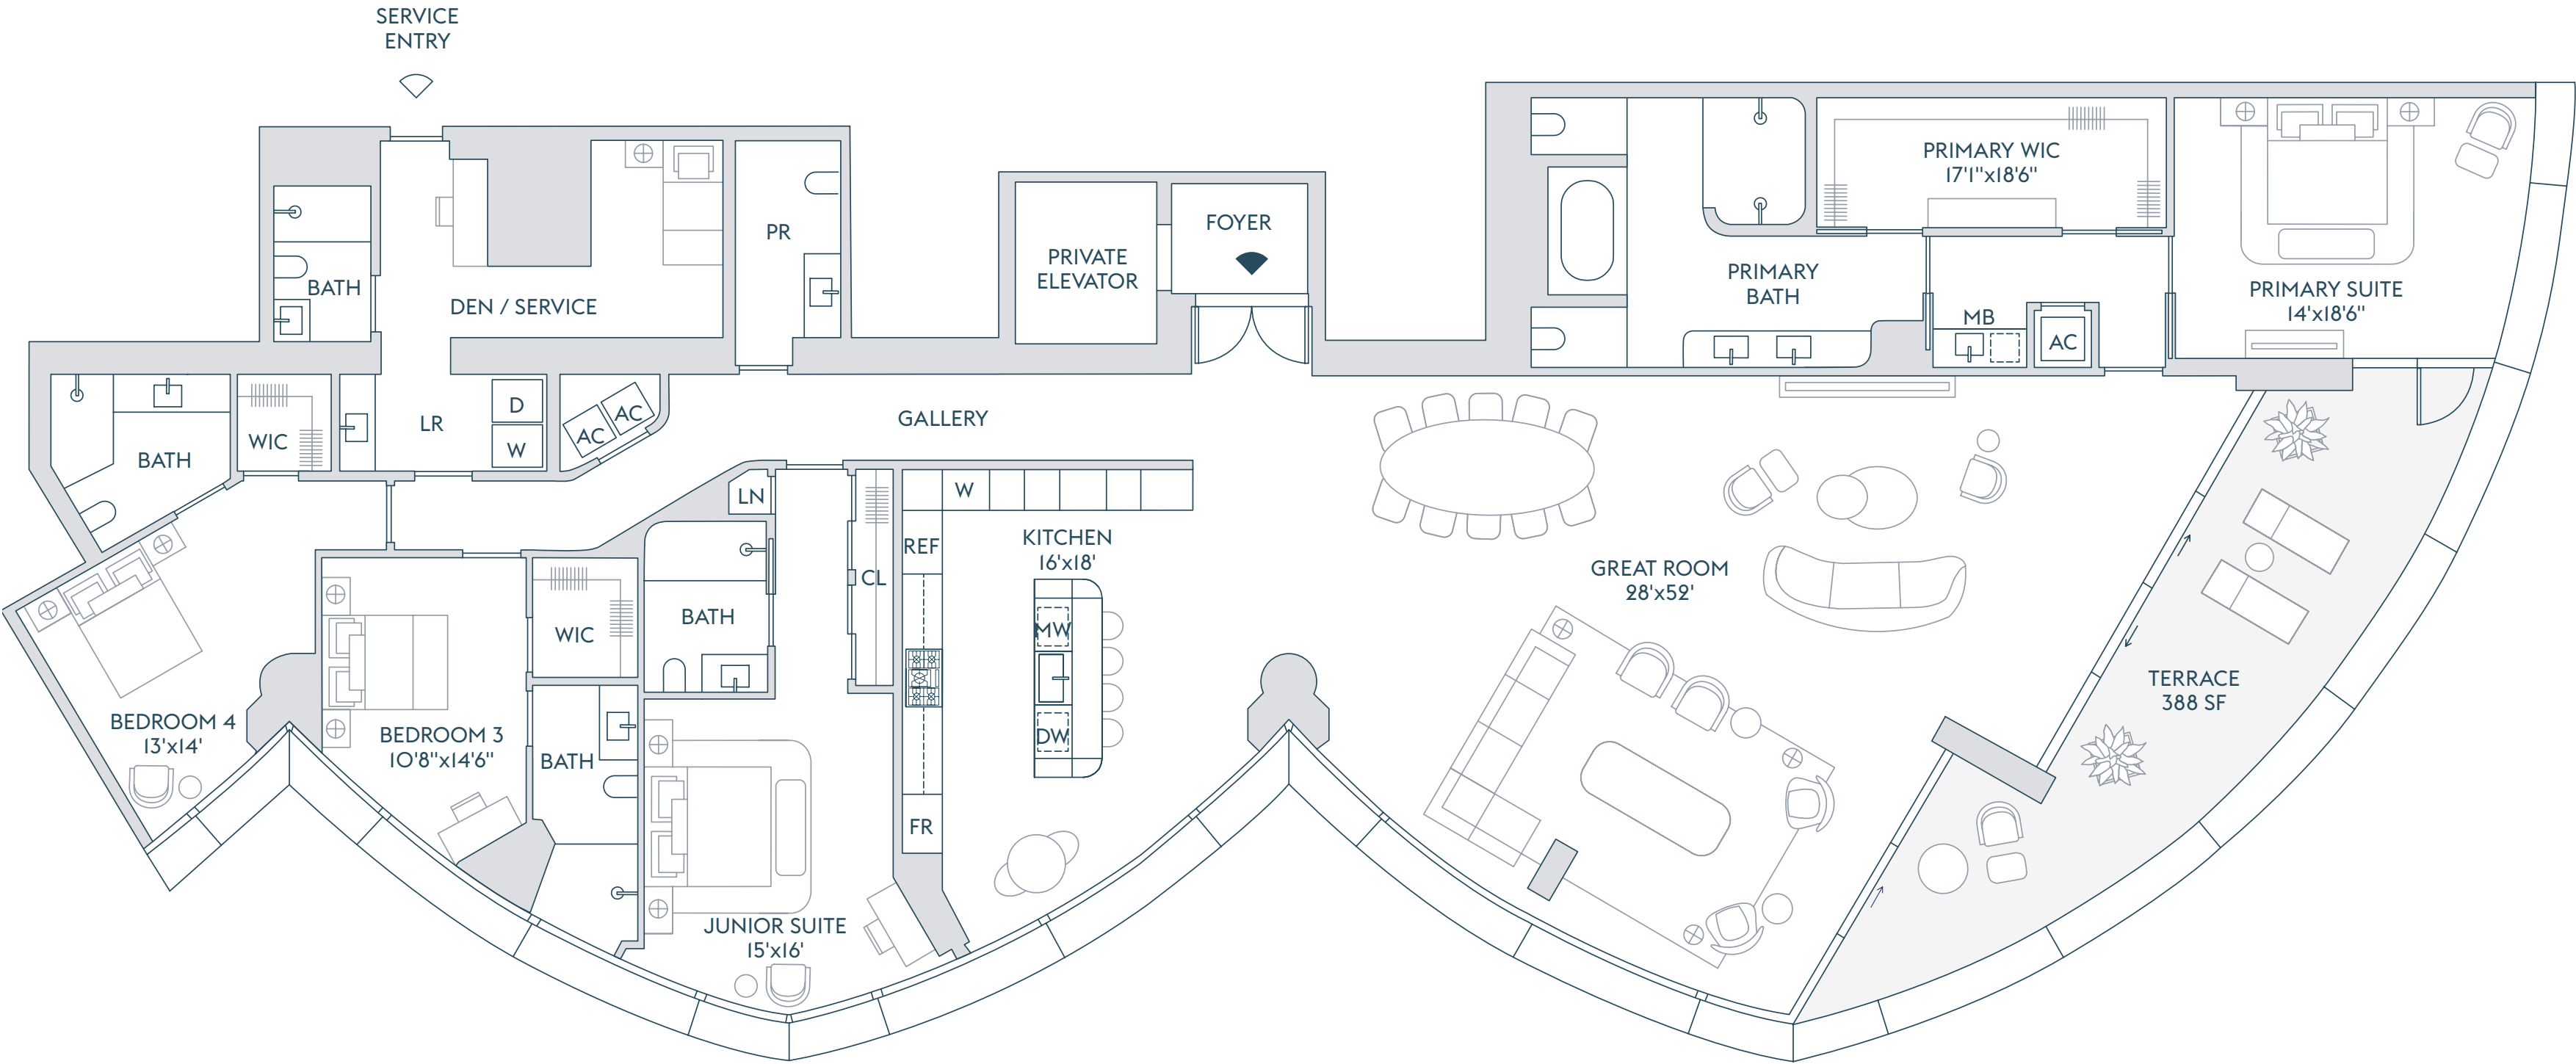 SERVICE
ENTRY
PRIMARY WIC
17'1"x18'6"
PR
FOYER
PRIVATE
ELEVATOR
BATH
DEN / SERVICE
PRIMARY
BATH
MB
AC
PRIMARY SUITE
14'x18'6"
D
W
LR
WIC
BATH
AC
AC
GALLERY
LN
W
REF
KITCHEN
16'x18'
CL
GREAT ROOM
28'x52'
BATH
WIC
MW
DW
FR
TERRACE
388 SF
BEDROOM 4
13'x14'
BEDROOM 3
10'8"x14'6"
BATH
JUNIOR SUITE
15'x16'